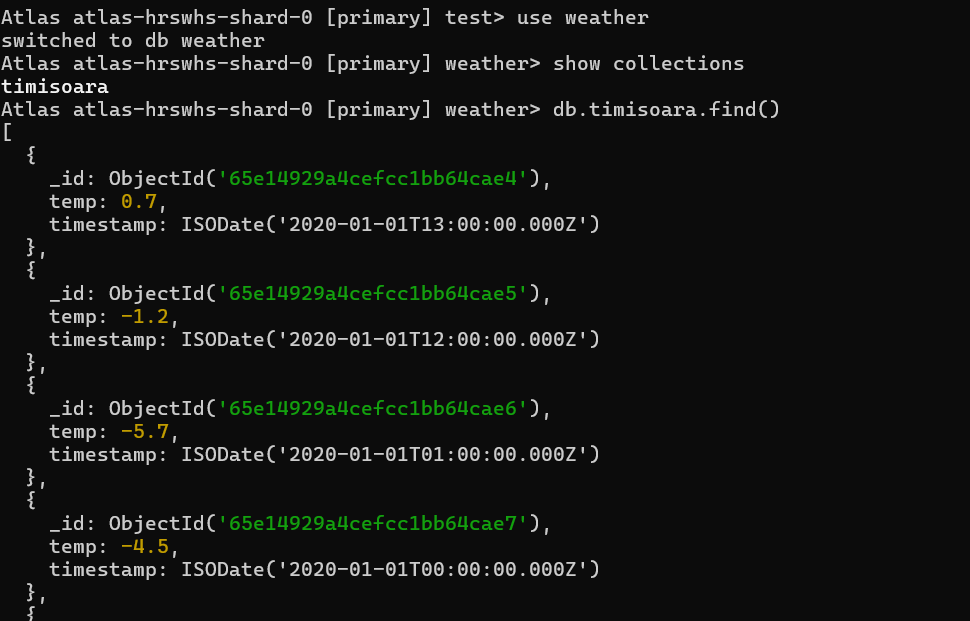 Atlas atlas-hrswhs-shard-0 [primary] test> use weather
switched to db weather
Atlas atlas-hrswhs-shard-0 [primary] weather> show collections
timisoara
Atlas atlas-hrswhs-shard-0 [primary] weather> db.timisoara.find()
[
  {
    _id: ObjectId('65e14929a4cefcc1bb64cae4'),
    temp: 0.7,
    timestamp: ISODate('2020-01-01T13:00:00.000Z')
  },
  {
    _id: ObjectId('65e14929a4cefcc1bb64cae5'),
    temp: -1.2,
    timestamp: ISODate('2020-01-01T12:00:00.000Z')
  },
  {
    _id: ObjectId('65e14929a4cefcc1bb64cae6'),
    temp: -5.7,
    timestamp: ISODate('2020-01-01T01:00:00.000Z')
  },
  {
    _id: ObjectId('65e14929a4cefcc1bb64cae7'),
    temp: -4.5,
    timestamp: ISODate('2020-01-01T00:00:00.000Z')
  },
  {